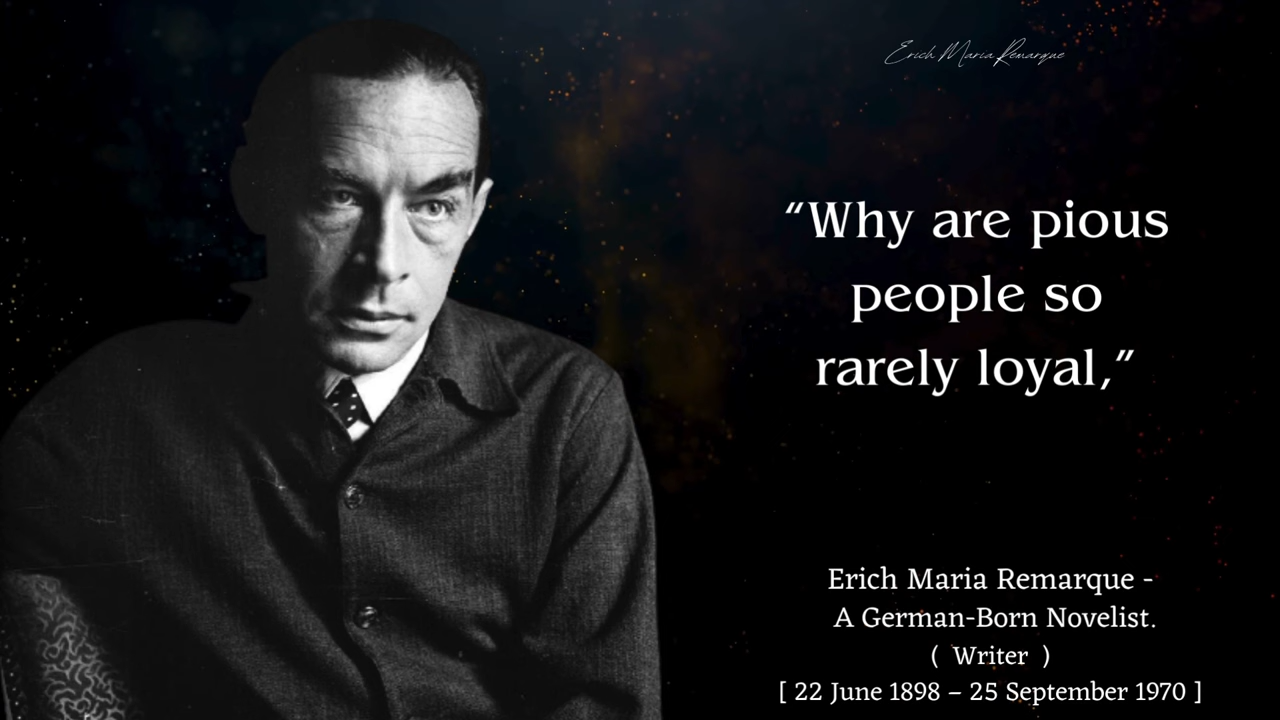 Erich Maria Remarque
“Why are pious
people so
rarely loyal,”
Erich Maria Remarque -
A German-Born Novelist.
( Writer )
[ 22 June 1898 – 25 September 1970 ]